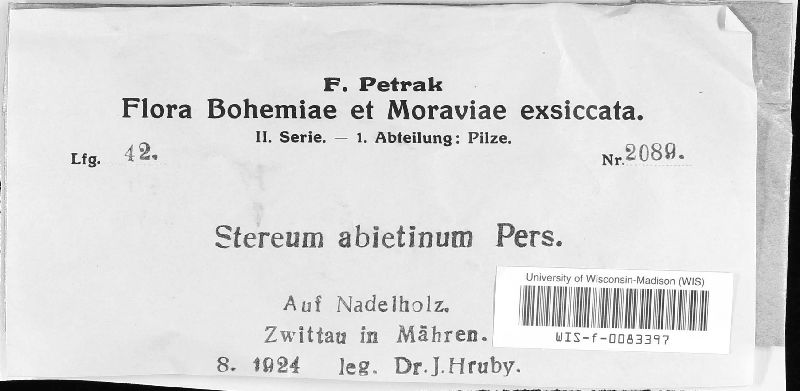 F. Petrak
Flora Bohemiae et Moraviae exsiccata.
II. Serie. — 1. Abteilung: Pilze.
Lfg. 42.
Nr. 2089.
Stereum abietinum Pers.
University of Wisconsin-Madison (WIS)
WIS-f-0083397
Auf Nadelholz.
Zwittau in Mähren.
8. 1924 leg. Dr. J. Hruby.